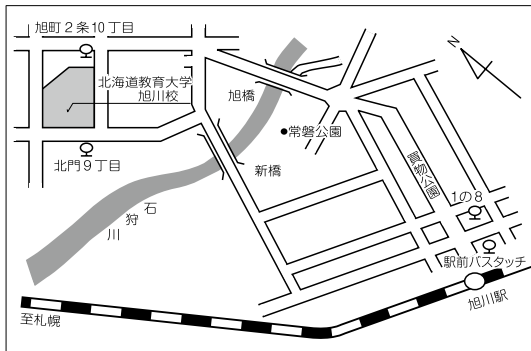 旭町2条10丁目
N
北海道教育大学
旭川校
旭橋
常磐公園
北門9丁目
新橋
買物公園
1の8
石狩川
駅前バスタッチ
旭川駅
至札幌